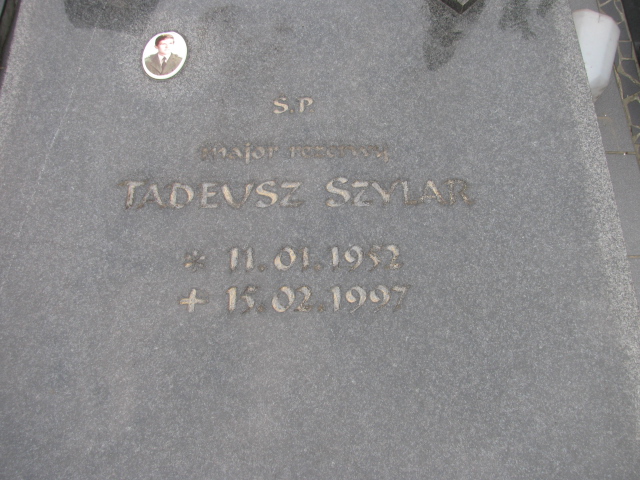 Ś.P.
major rezerwy
TADEUSZ SZYLAR
* 11.01.1952
+ 15.02.1997